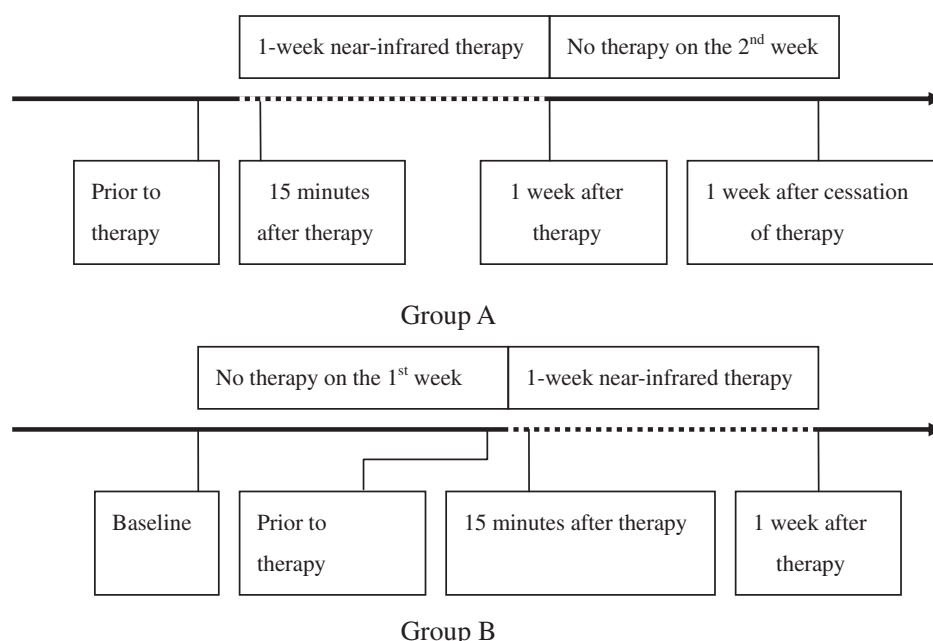 1-week near-infrared therapy
No therapy on the 2nd week
Prior to
therapy
15 minutes
after therapy
1 week after
therapy
1 week after cessation
of therapy
Group A
No therapy on the 1st week
1-week near-infrared therapy
Baseline
Prior to
therapy
15 minutes after therapy
1 week after
therapy
Group B